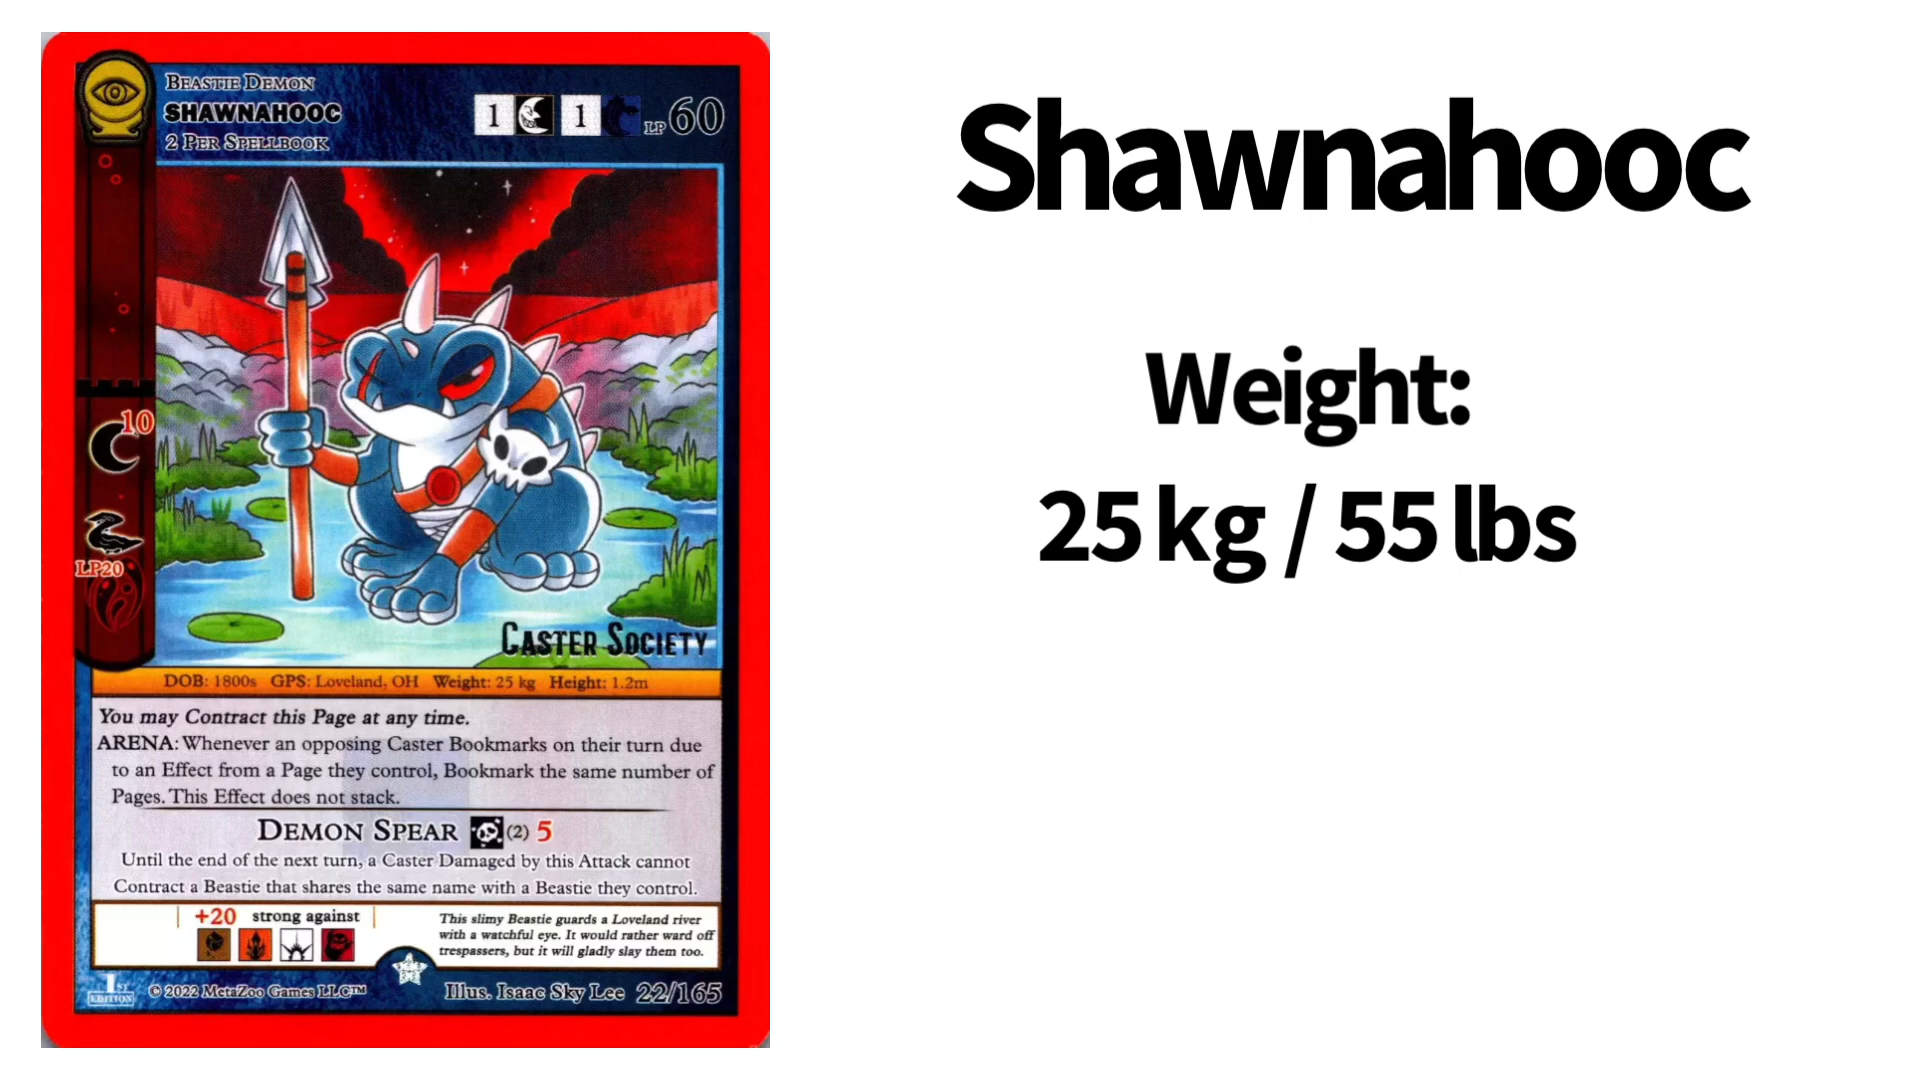 BEASTIE DEMON
SHAWNAHOOC
2 PER SPELLBOOK
1 1 LP 60
10
LP20
CASTER SOCIETY
DOB: 1800s GPS: Loveland, OH Weight: 25 kg Height: 1.2m
You may Contract this Page at any time.
ARENA: Whenever an opposing Caster Bookmarks on their turn due
to an Effect from a Page they control, Bookmark the same number of
Pages. This Effect does not stack.
DEMON SPEAR (2) 5
Until the end of the next turn, a Caster Damaged by this Attack cannot
Contract a Beastie that shares the same name with a Beastie they control.
+20 strong against
This slimy Beastie guards a Loveland river
with a watchful eye. It would rather ward off
trespassers, but it will gladly slay them too.
1ST
EDITION
© 2022 MetaZoo Games LLC™
Illus. Isaac Sky Lee 22/165
Shawnahooc
Weight:
25 kg / 55 lbs